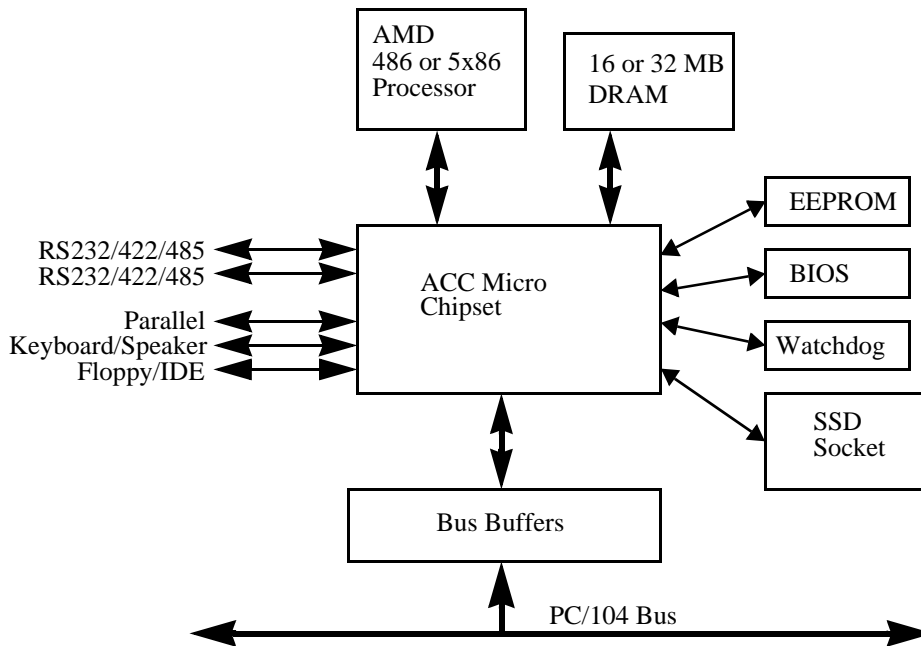 AMD
486 or 5x86
Processor
16 or 32 MB
DRAM
EEPROM
RS232/422/485
RS232/422/485
ACC Micro
Chipset
BIOS
Parallel
Keyboard/Speaker
Floppy/IDE
Watchdog
SSD
Socket
Bus Buffers
PC/104 Bus